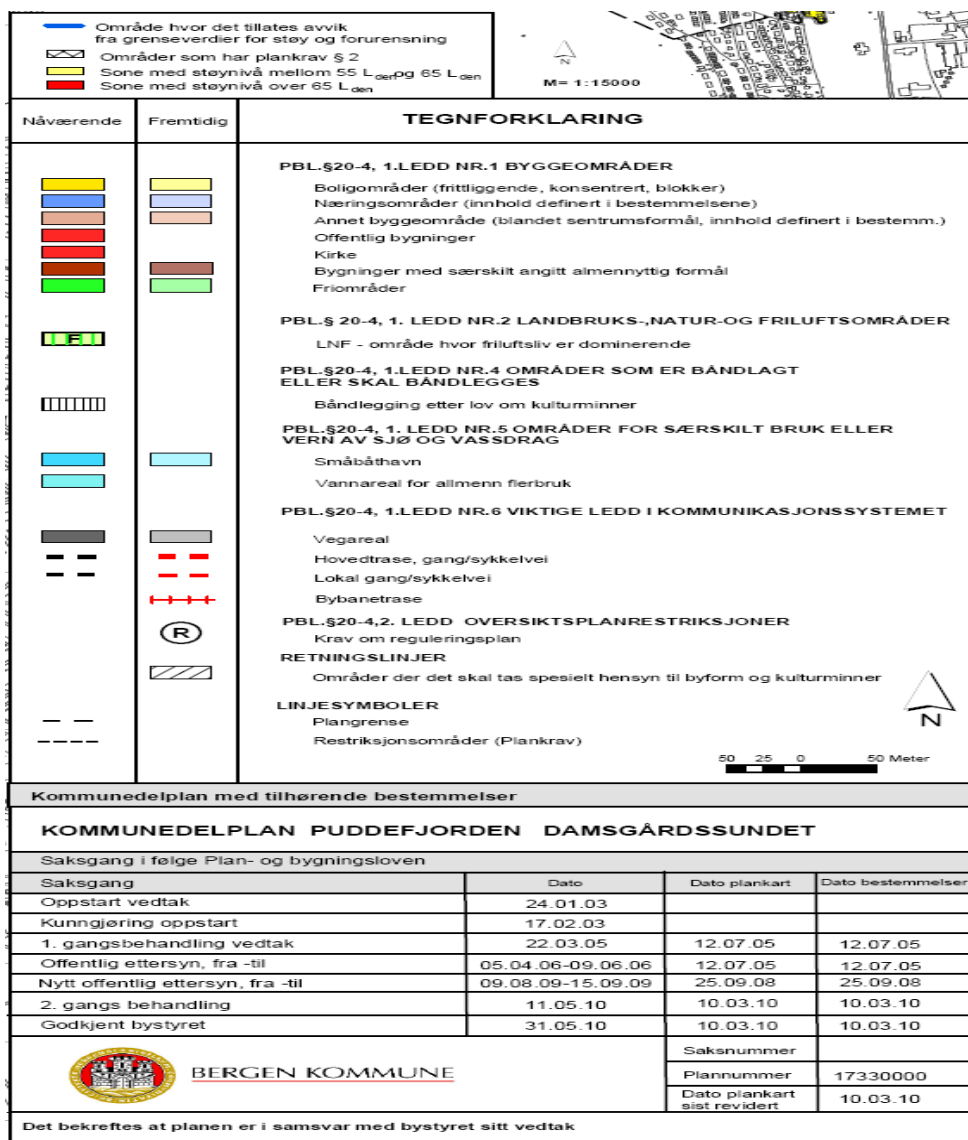 Område hvor det tillates avvik
fra grenseverdier for støy og forurensning
Områder som har plankrav § 2
Sone med støynivå mellom 55 Lden og 65 Lden
Sone med støynivå over 65 Lden
N
M= 1:15000
Nåværende Fremtidig TEGNFORKLARING
PBL.§20-4, 1.LEDD NR.1 BYGGEOMRÅDER
Boligområder (frittliggende, konsentrert, blokker)
Næringsområder (innhold definert i bestemmelsene)
Annet byggeområde (blandet sentrumsformål, innhold definert i bestemm.)
Offentlig bygninger
Kirke
Bygninger med særskilt angitt almennyttig formål
Friområder
PBL.§ 20-4, 1. LEDD NR.2 LANDBRUKS-,NATUR-OG FRILUFTSOMRÅDER
F LNF - område hvor friluftsliv er dominerende
PBL.§20-4, 1.LEDD NR.4 OMRÅDER SOM ER BÅNDLAGT
ELLER SKAL BÅNDLEGGES
Båndlegging etter lov om kulturminner
PBL.§20-4, 1. LEDD NR.5 OMRÅDER FOR SÆRSKILT BRUK ELLER
VERN AV SJØ OG VASSDRAG
Småbåthavn
Vannareal for allmenn flerbruk
PBL.§20-4, 1.LEDD NR.6 VIKTIGE LEDD I KOMMUNIKASJONSSYSTEMET
Vegareal
Hovedtrase, gang/sykkelvei
Lokal gang/sykkelvei
Bybanetrase
PBL.§20-4,2. LEDD OVERSIKTSPLANRESTRIKSJONER
R Krav om reguleringsplan
RETNINGSLINJER
Områder der det skal tas spesielt hensyn til byform og kulturminner
LINJESYMBOLER
Plangrense
N
Restriksjonsområder (Plankrav)
50 25 0 50 Meter
Kommunedelplan med tilhørende bestemmelser
KOMMUNEDELPLAN PUDDEFJORDEN DAMSGÅRDSSUNDET
Saksgang i følge Plan- og bygningsloven
Saksgang Dato Dato plankart Dato bestemmelser
Oppstart vedtak 24.01.03
Kunngjøring oppstart 17.02.03
1. gangsbehandling vedtak 22.03.05 12.07.05 12.07.05
Offentlig ettersyn, fra -til 05.04.06-09.06.06 12.07.05 12.07.05
Nytt offentlig ettersyn, fra -til 09.08.09-15.09.09 25.09.08 25.09.08
2. gangs behandling 11.05.10 10.03.10 10.03.10
Godkjent bystyret 31.05.10 10.03.10 10.03.10
BERGEN KOMMUNE
Saksnummer
Plannummer 17330000
Dato plankart
sist revidert 10.03.10
Det bekreftes at planen er i samsvar med bystyret sitt vedtak